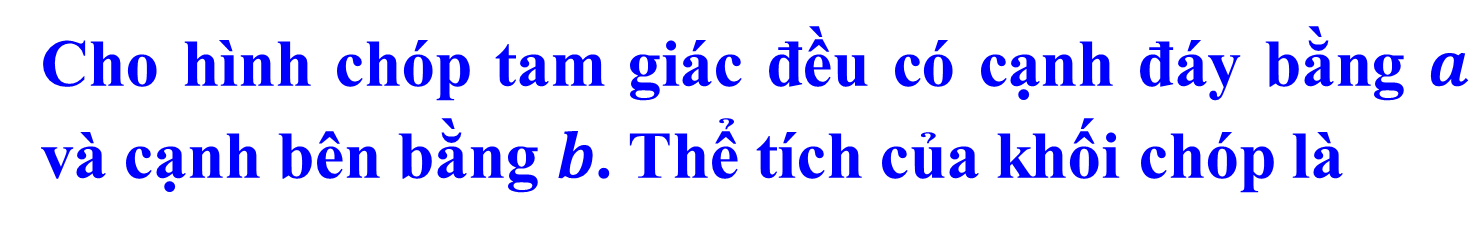 Cho hình chóp tam giác đều có cạnh đáy bằng a
và cạnh bên bằng b. Thể tích của khối chóp là